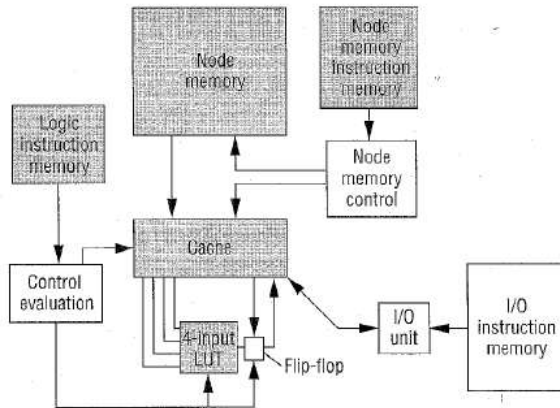 Node
memory
Node
memory
instruction
memory
Logic
instruction
memory
Node
memory
control
Cache
Control
evaluation
4-input
LUT
Flip-flop
I/O
unit
I/O
instruction
memory